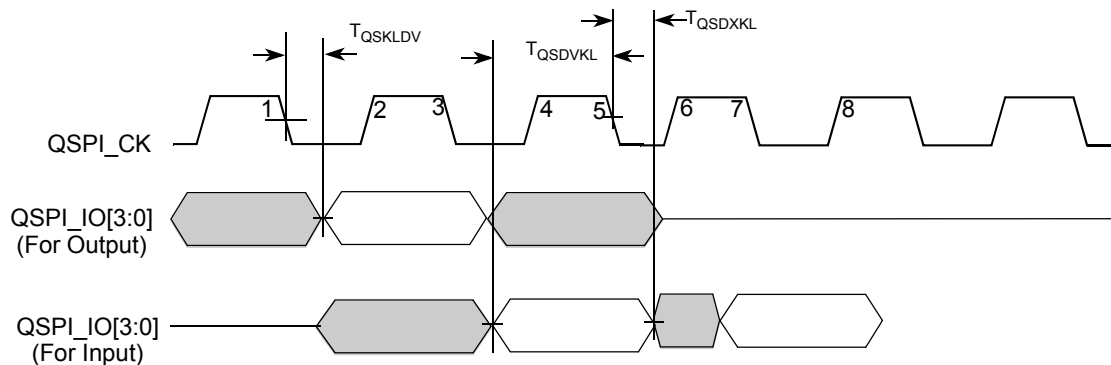 TQSKLDV
TQSDVKL
TQSDXKL
1 2 3 4 5 6 7 8
QSPI_CK
QSPI_IO[3:0]
(For Output)
QSPI_IO[3:0]
(For Input)